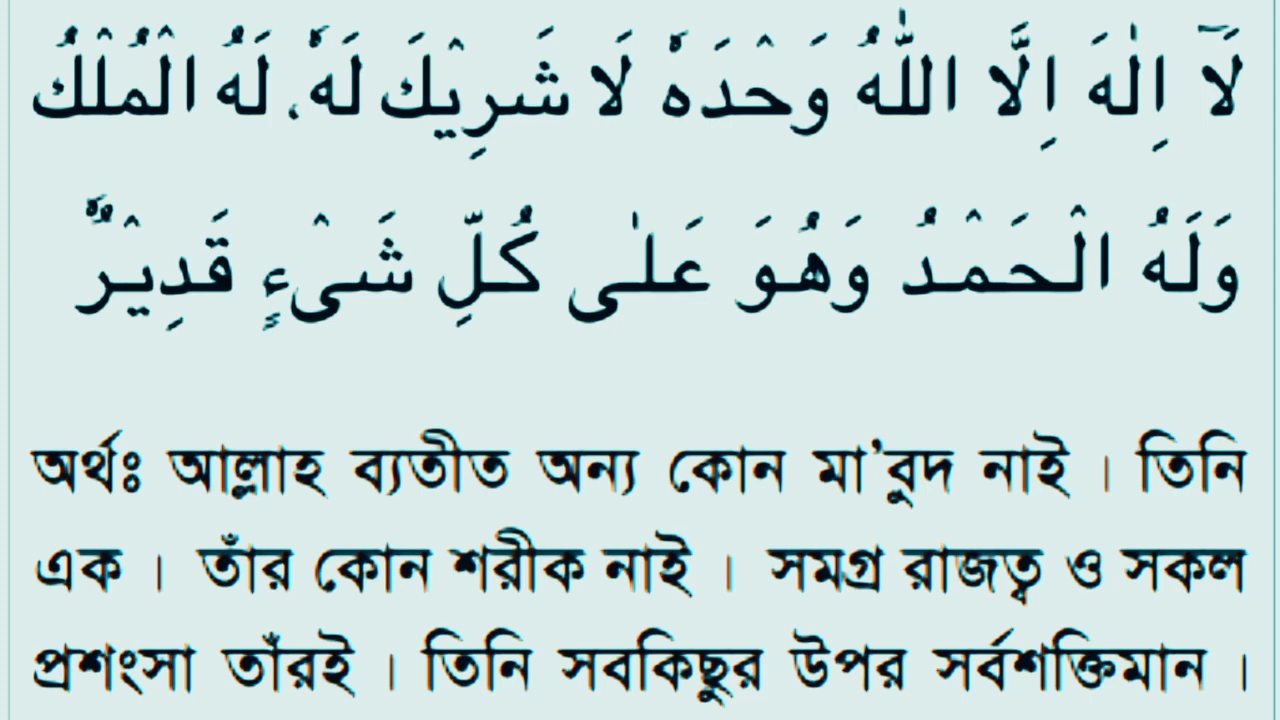 لَآ اِلٰهَ اِلَّا اللّٰهُ وَحْدَهٗ لَا شَرِيْكَ لَهٗ، لَهُ الْمُلْكُ
وَلَهُ الْحَمْدُ وَهُوَ عَلٰى كُلِّ شَىْءٍ قَدِيْرٌ
অর্থঃ আল্লাহ ব্যতীত অন্য কোন মা’বুদ নাই । তিনি
এক । তাঁর কোন শরীক নাই । সমগ্র রাজত্ব ও সকল
প্রশংসা তাঁরই । তিনি সবকিছুর উপর সর্বশক্তিমান ।